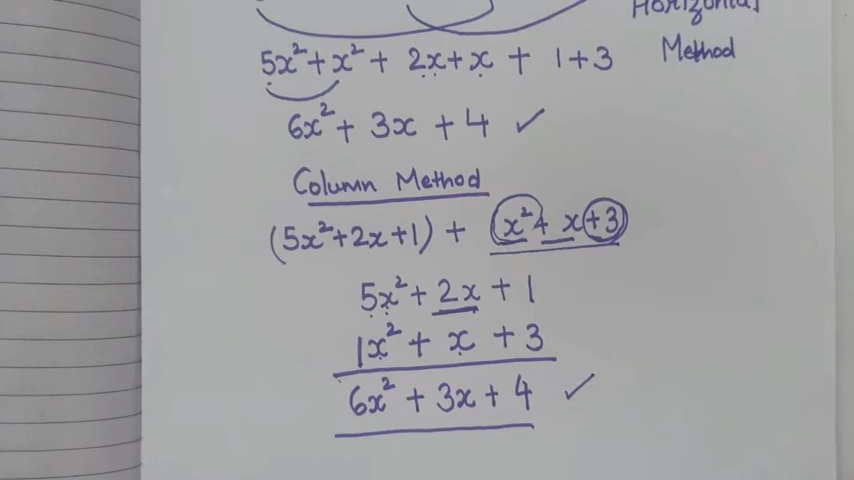 Horizontal
5x² + x² + 2x + x + 1 + 3 Method
6x² + 3x + 4 ✓
Column Method
(5x² + 2x + 1) + (x² + x + 3)
5x² + 2x + 1
1x² + x + 3
6x² + 3x + 4 ✓